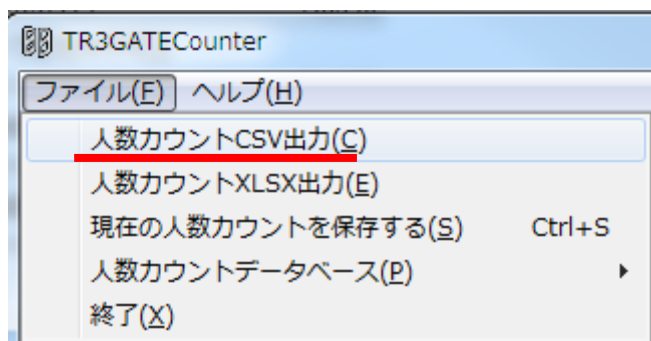 TR3GATECounter
ファイル(F) ヘルプ(H)
人数カウントCSV出力(C)
人数カウントXLSX出力(E)
現在の人数カウントを保存する(S) Ctrl+S
人数カウントデータベース(P)
終了(X)